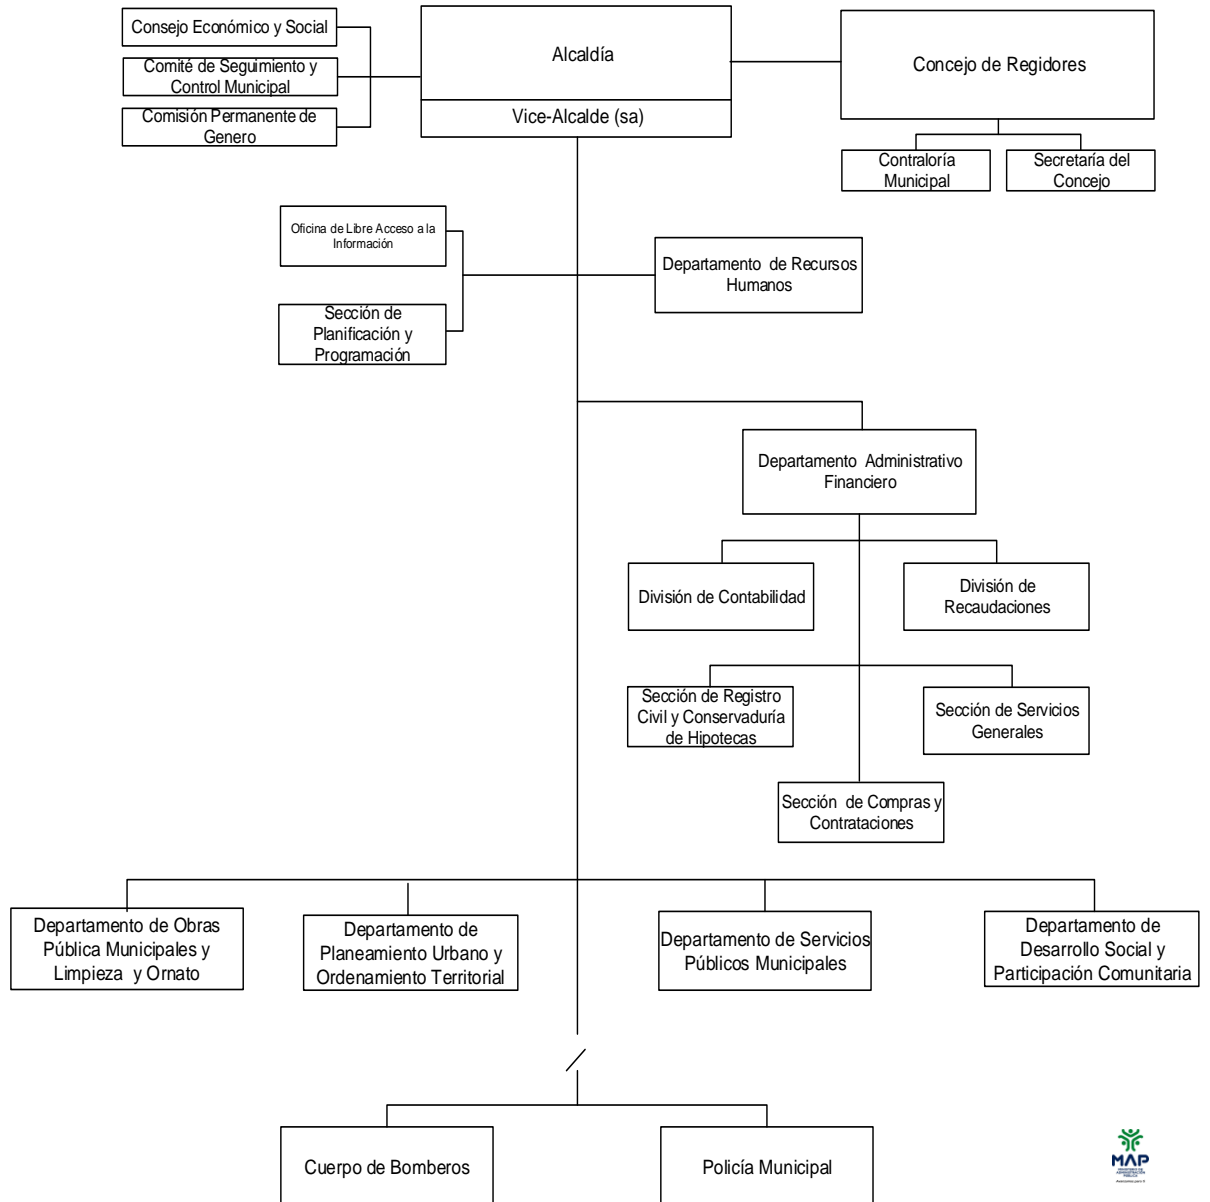 Consejo Económico y Social
Comité de Seguimiento y
Control Municipal
Comisión Permanente de
Genero
Alcaldía
Vice-Alcalde (sa)
Concejo de Regidores
Contraloría
Municipal
Secretaría del
Concejo
Oficina de Libre Acceso a la
Información
Sección de
Planificación y
Programación
Departamento de Recursos
Humanos
Departamento Administrativo
Financiero
División de Contabilidad
División de
Recaudaciones
Sección de Registro
Civil y Conservaduría
de Hipotecas
Sección de Servicios
Generales
Sección de Compras y
Contrataciones
Departamento de Obras
Pública Municipales y
Limpieza y Ornato
Departamento de
Planeamiento Urbano y
Ordenamiento Territorial
Departamento de Servicios
Públicos Municipales
Departamento de
Desarrollo Social y
Participación Comunitaria
Cuerpo de Bomberos
Policía Municipal
MAP